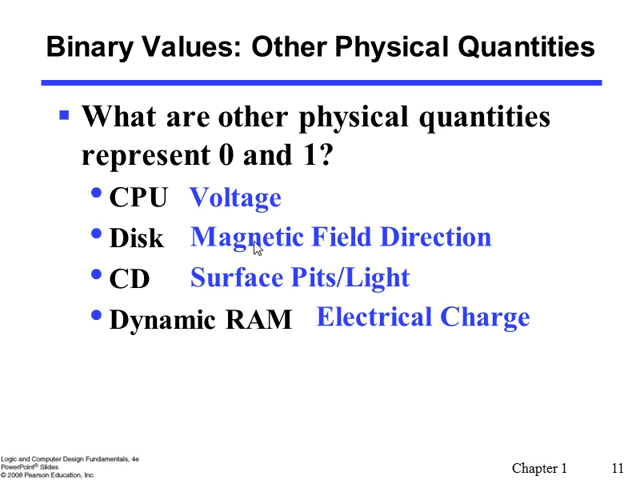 Binary Values: Other Physical Quantities
What are other physical quantities
represent 0 and 1?
CPU Voltage
Disk Magnetic Field Direction
CD Surface Pits/Light
Dynamic RAM Electrical Charge
Logic and Computer Design Fundamentals, 4e
PowerPoint® Slides
© 2008 Pearson Education, Inc.
Chapter 1 11